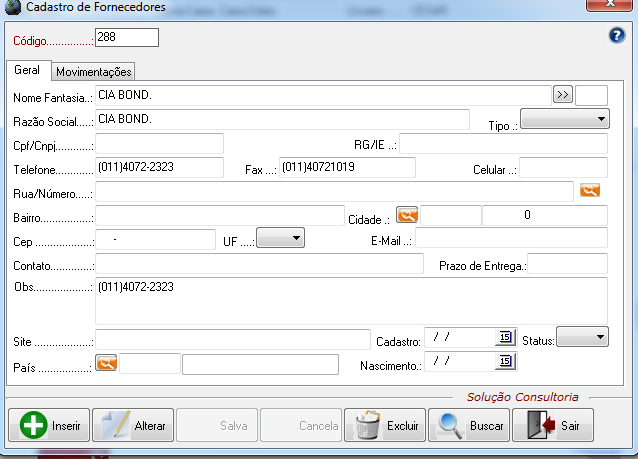 Cadastro de Fornecedores
Código..............: 288
Geral Movimentações
Nome Fantasia..: CIA BOND. >>
Razão Social.....: CIA BOND. Tipo .:
Cpf/Cnpj............: RG/IE ..:
Telefone............: (011)4072-2323 Fax ...: (011)40721019 Celular ..:
Rua/Número.....:
Bairro.................: Cidade .: 0
Cep ..................: - UF ....: E-Mail ..:
Contato..............: Prazo de Entrega.:
Obs...................: (011)4072-2323
Site ...................: Cadastro: / / 15 Status:
País ..................: Nascimento.: / / 15
Solução Consultoria
Inserir Alterar Salva Cancela Excluir Buscar Sair